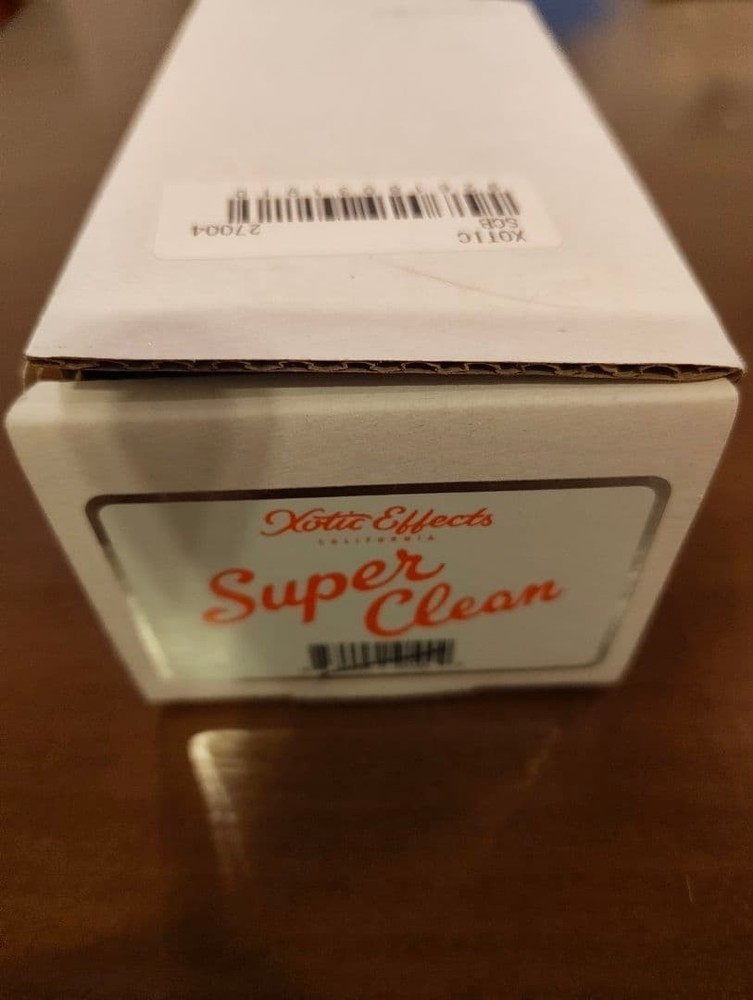 XOTIC
SCB
27004
Xotic Effects
CALIFORNIA
Super
Clean